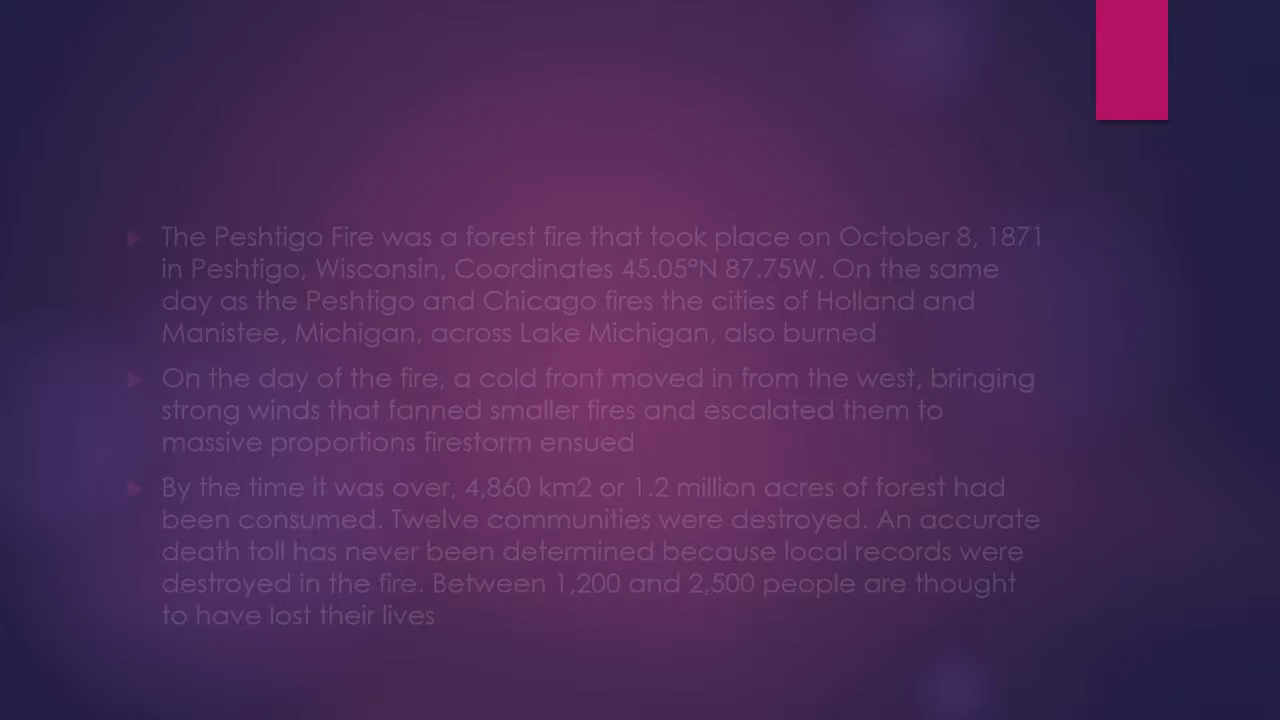 The Peshtigo Fire was a forest fire that took place on October 8, 1871
in Peshtigo, Wisconsin, Coordinates 45.05°N 87.75W. On the same
day as the Peshtigo and Chicago fires the cities of Holland and
Manistee, Michigan, across Lake Michigan, also burned
On the day of the fire, a cold front moved in from the west, bringing
strong winds that fanned smaller fires and escalated them to
massive proportions firestorm ensued
By the time it was over, 4,860 km2 or 1.2 million acres of forest had
been consumed. Twelve communities were destroyed. An accurate
death toll has never been determined because local records were
destroyed in the fire. Between 1,200 and 2,500 people are thought
to have lost their lives